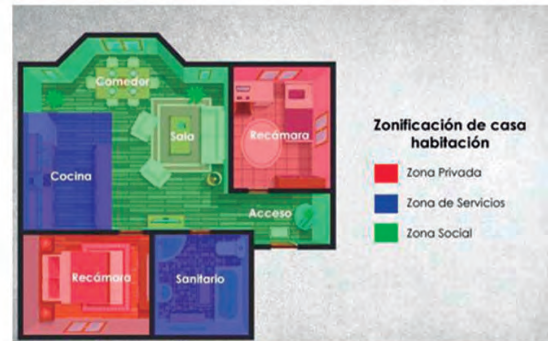 Comedor
Sala
Recámara
Cocina
Acceso
Recámara
Sanitario
Zonificación de casa
habitación
Zona Privada
Zona de Servicios
Zona Social